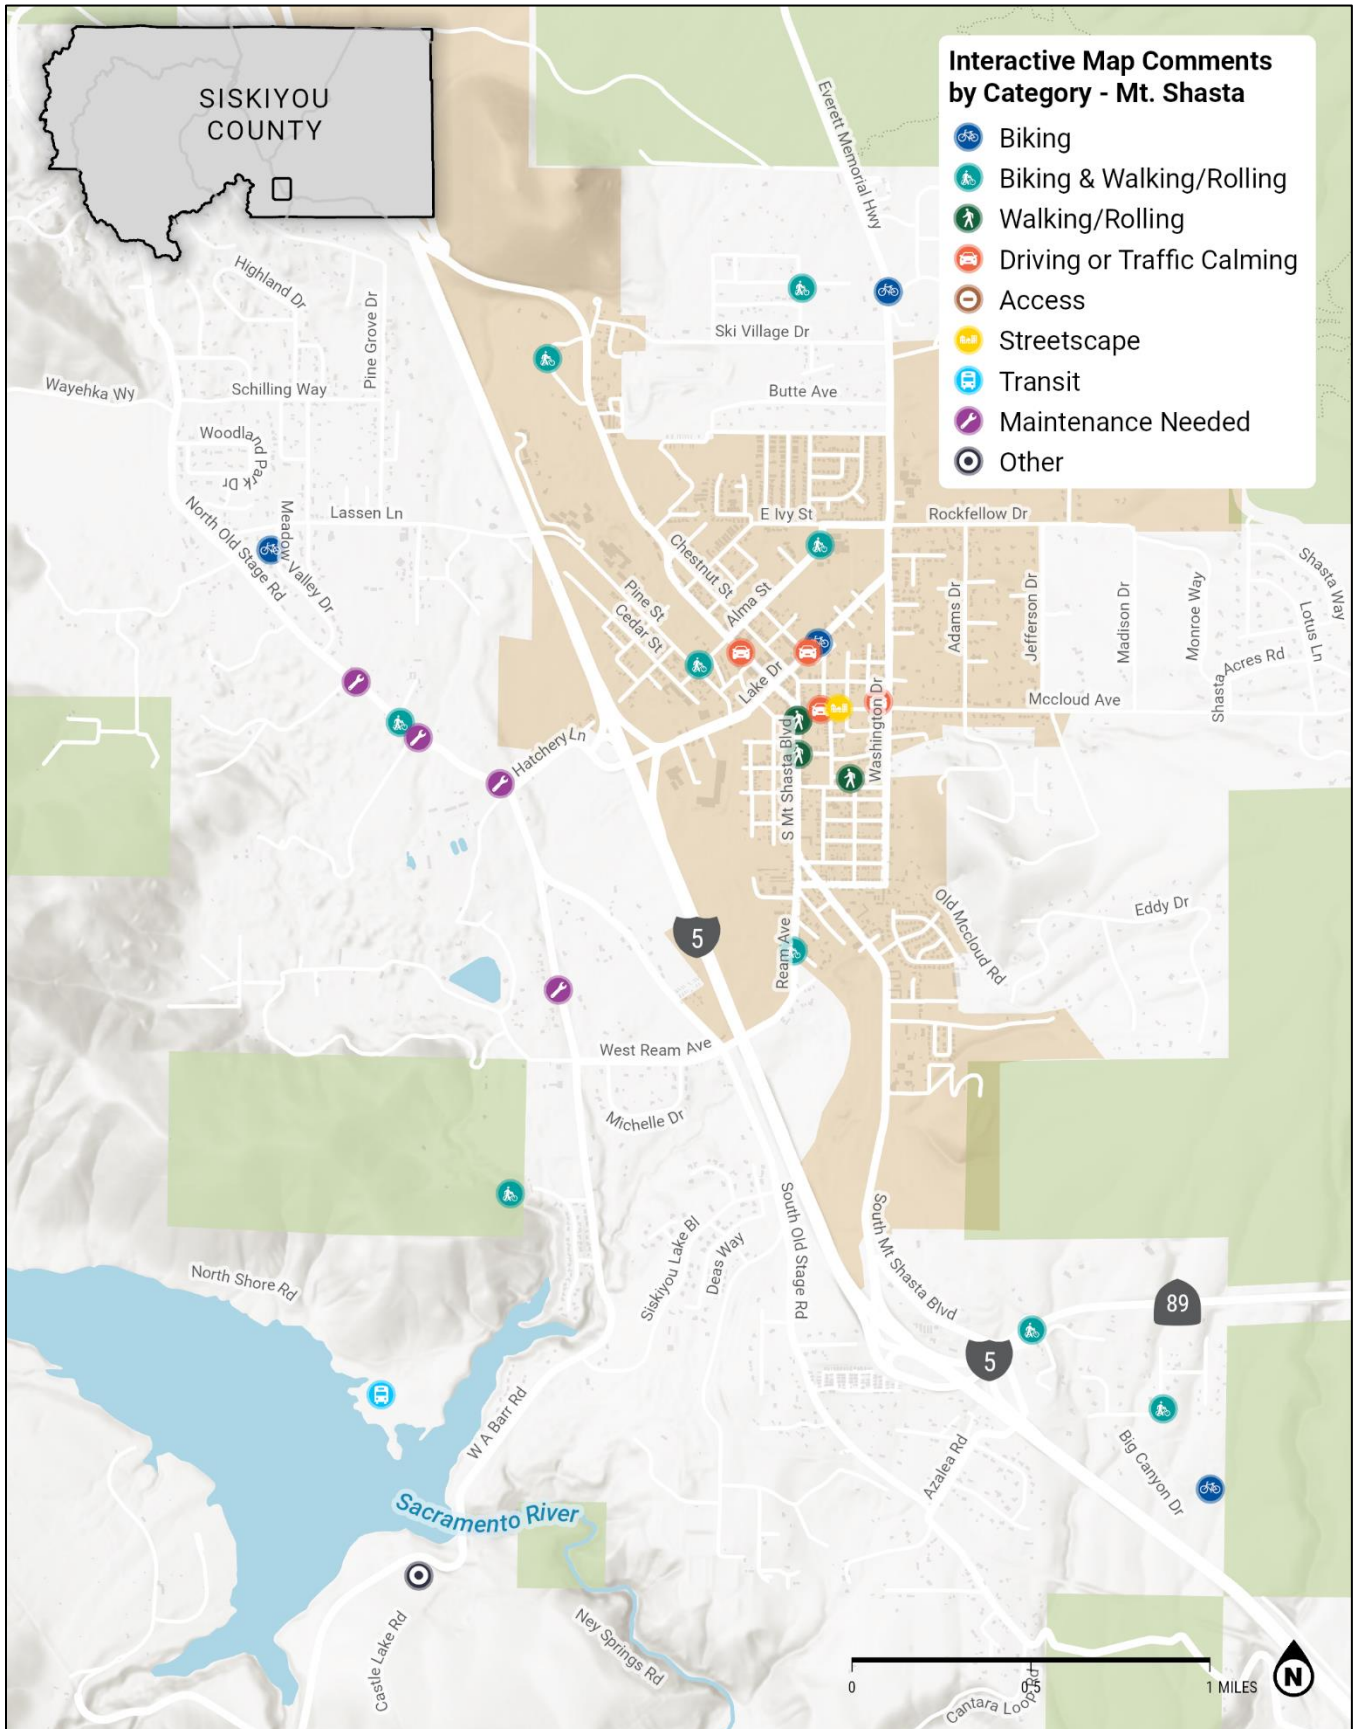 SISKIYOU
COUNTY
Interactive Map Comments
by Category - Mt. Shasta
Biking
Biking & Walking/Rolling
Walking/Rolling
Driving or Traffic Calming
Access
Streetscape
Transit
Maintenance Needed
Other
Everett Memorial Hwy
Highland Dr
Pine Grove Dr
Ski Village Dr
Wayehka Wy
Schilling Way
Butte Ave
Woodland Park Dr
Meadow Valley Dr
Lassen Ln
North Old Stage Rd
E Ivy St
Rockfellow Dr
Chestnut St
Alma St
Pine St
Cedar St
Lake Dr
Adams Dr
Jefferson Dr
Madison Dr
Monroe Way
Shasta Way
Lotus Ln
Shasta Acres Rd
Mccloud Ave
Washington Dr
S Mt Shasta Blvd
Hatchery Ln
Old Mccloud Rd
Eddy Dr
5
Ream Ave
West Ream Ave
Michelle Dr
South Old Stage Rd
Siskiyou Lake Bl
Deas Way
South Mt Shasta Blvd
North Shore Rd
89
5
W A Barr Rd
Azalea Rd
Big Canyon Dr
Sacramento River
Castle Lake Rd
Ney Springs Rd
Cantara Loop Rd
0
0.5
1 MILES
N